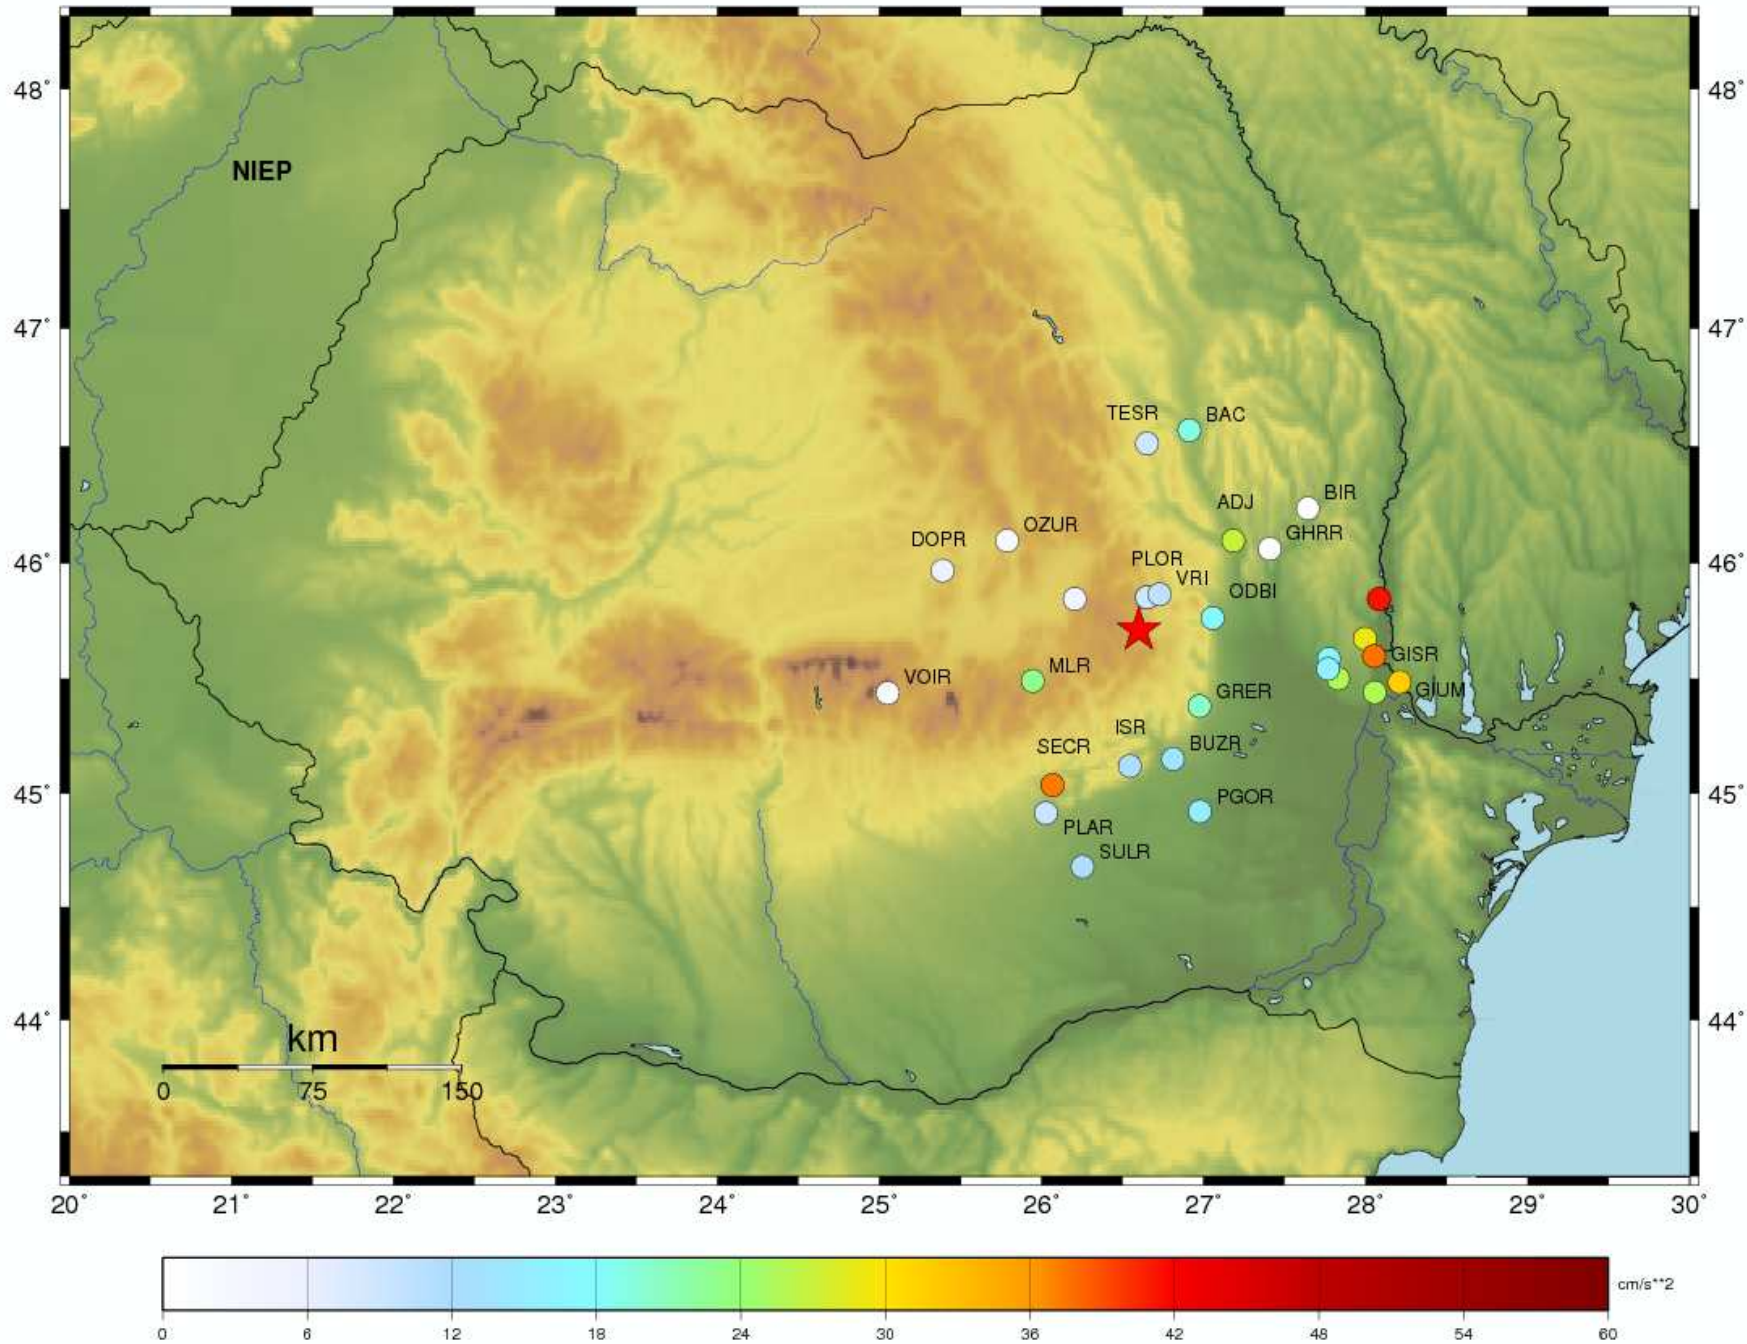 48°
48°
NIEP
47°
47°
TESR
BAC
BIR
ADJ
OZUR
GHRR
DOPR
46°
46°
PLOR
VRI
ODBI
GISR
MLR
VOIR
GRER
GIUM
ISR
SECR
BUZR
45°
45°
PGOR
PLAR
SULR
44°
44°
km
0 75 150
20° 21° 22° 23° 24° 25° 26° 27° 28° 29° 30°
cm/s**2
0 6 12 18 24 30 36 42 48 54 60